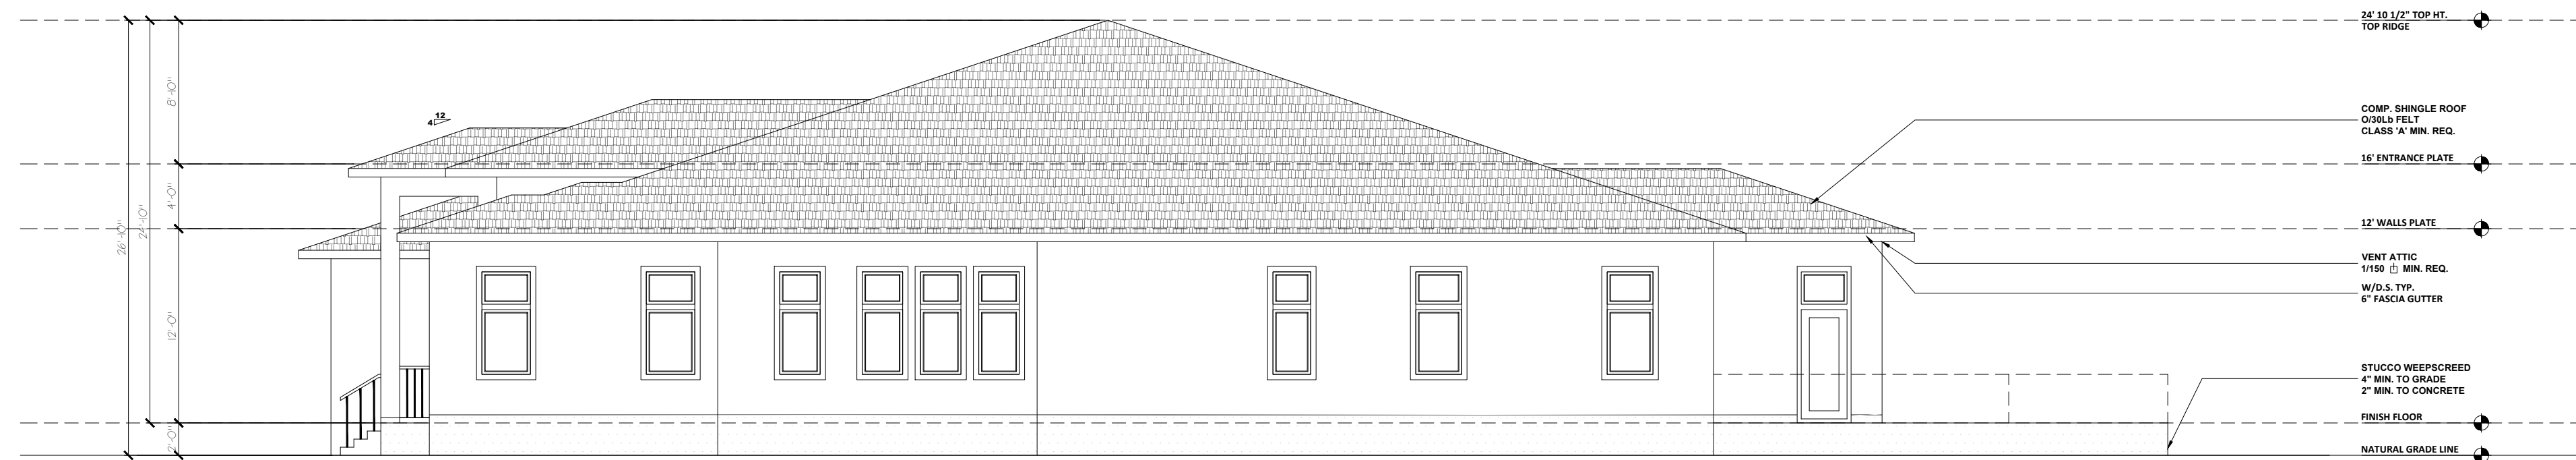 24' 10 1/2" TOP HT.
TOP RIDGE
8'-10"
COMP. SHINGLE ROOF
O/30Lb FELT
CLASS 'A' MIN. REQ.
12
4
16' ENTRANCE PLATE
4'-0"
24'-10"
26'-10"
12' WALLS PLATE
VENT ATTIC
1/150 MIN. REQ.
W/D.S. TYP.
6" FASCIA GUTTER
12'-0"
STUCCO WEEPSCREED
4" MIN. TO GRADE
2" MIN. TO CONCRETE
FINISH FLOOR
2'-0"
NATURAL GRADE LINE